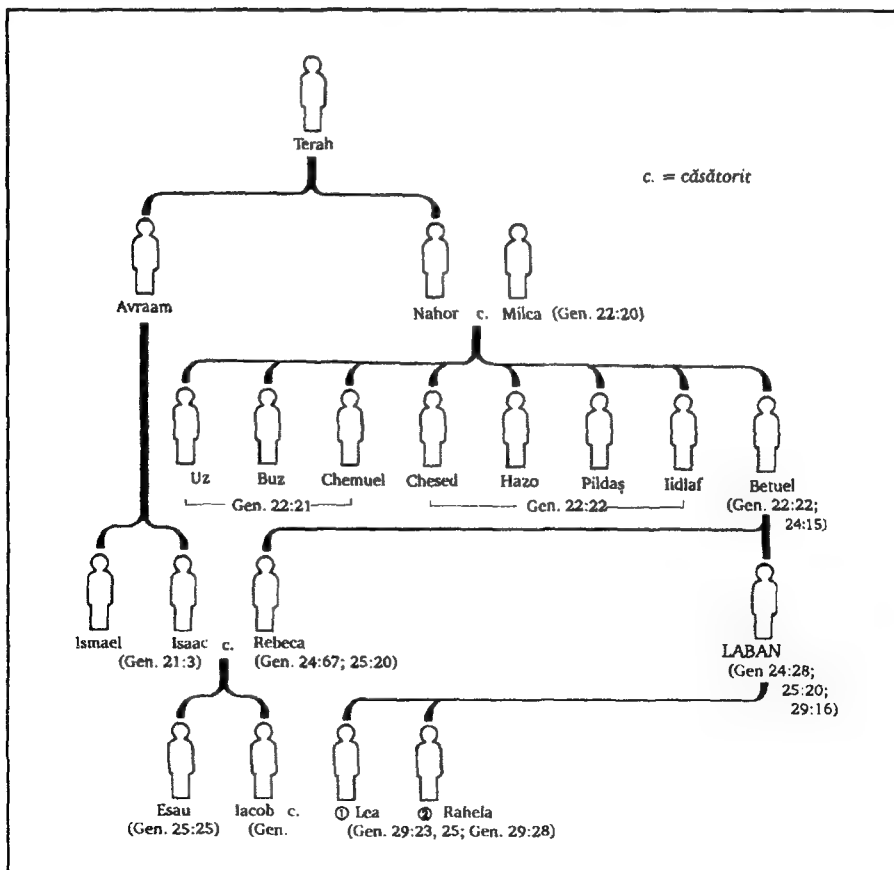 Terah
c. = căsătorit
Avraam
Nahor c. Milca (Gen. 22:20)
Uz Buz Chemuel Chesed Hazo Pildaş Iidlaf Betuel
Gen. 22:21 Gen. 22:22 (Gen. 22:22;
24:15)
Ismael Isaac c. Rebeca
(Gen. 21:3) (Gen. 24:67; 25:20)
LABAN
(Gen 24:28;
25:20;
29:16)
Esau Iacob c. ① Lea ② Rahela
(Gen. 25:25) (Gen. (Gen. 29:23, 25; Gen. 29:28)